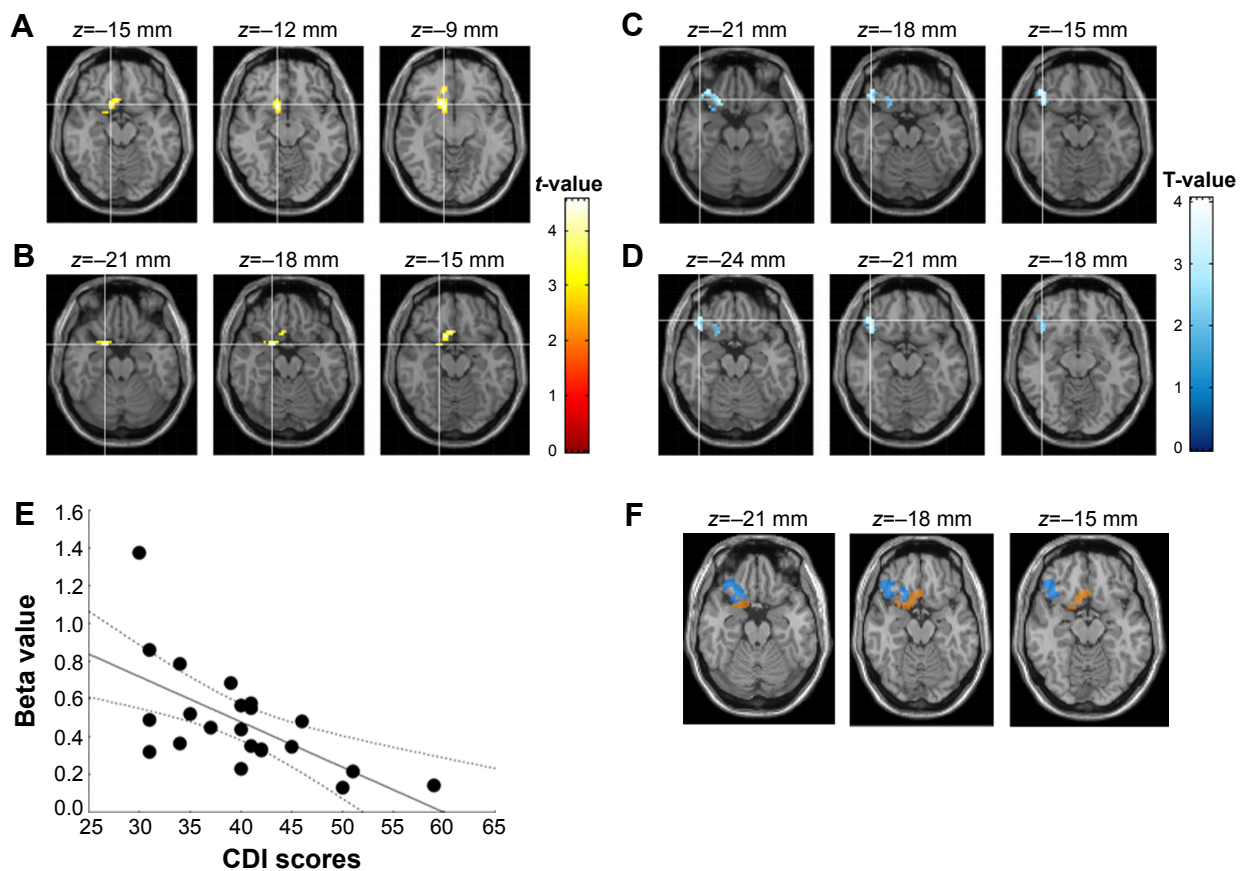 A
z=–15 mm
z=–12 mm
z=–9 mm
B
z=–21 mm
z=–18 mm
z=–15 mm
t-value
4
3
2
1
0
C
z=–21 mm
z=–18 mm
z=–15 mm
D
z=–24 mm
z=–21 mm
z=–18 mm
T-value
4
3
2
1
0
E
1.6
1.4
1.2
1.0
0.8
0.6
0.4
0.2
0.0
Beta value
25 30 35 40 45 50 55 60 65
CDI scores
F
z=–21 mm
z=–18 mm
z=–15 mm